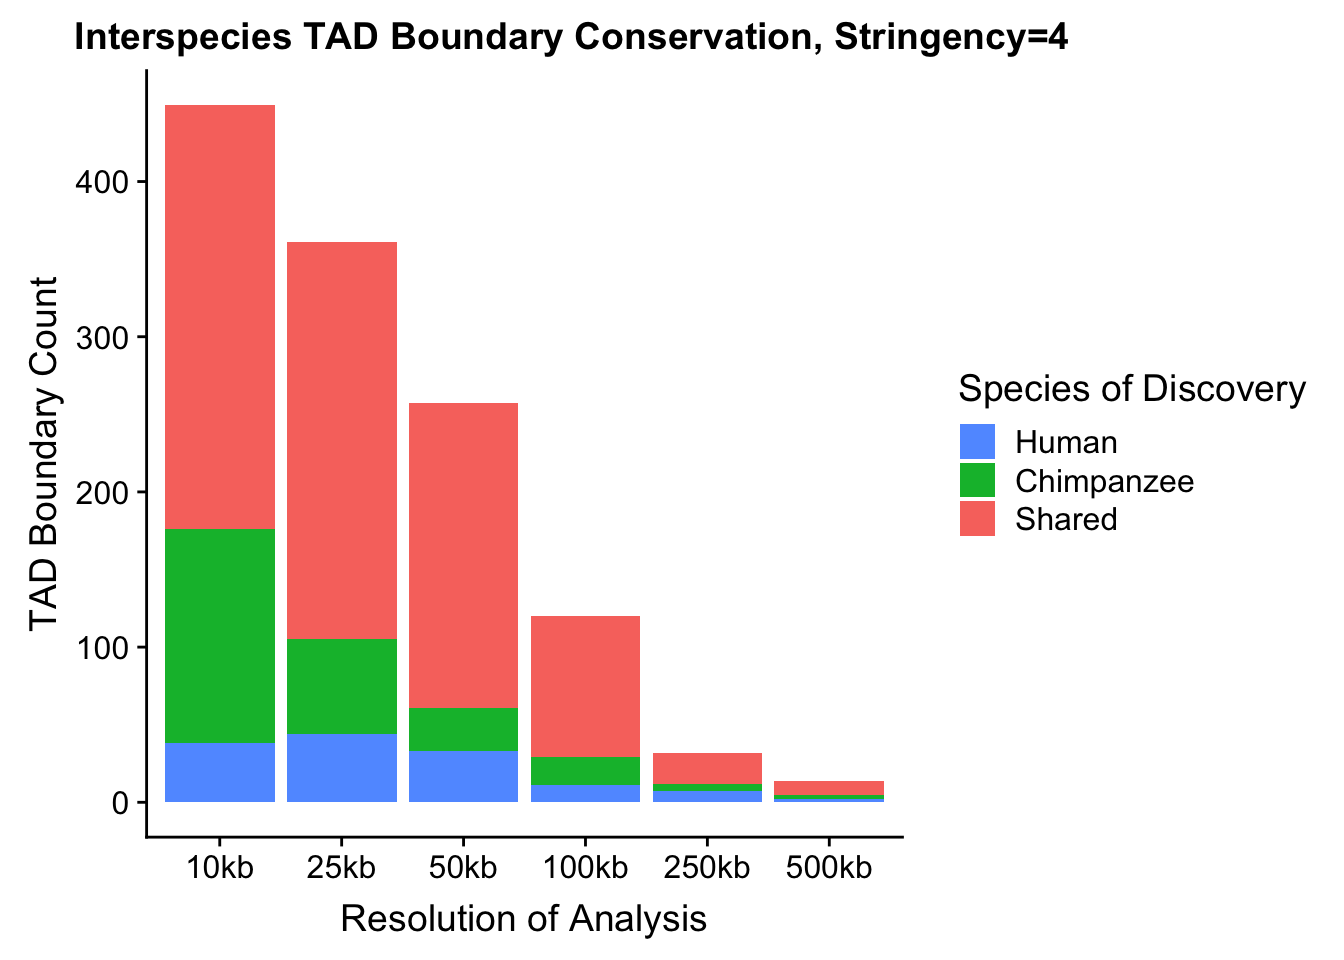 Interspecies TAD Boundary Conservation, Stringency=4
TAD Boundary Count
400
300
200
100
0
10kb 25kb 50kb 100kb 250kb 500kb
Resolution of Analysis
Species of Discovery
Human
Chimpanzee
Shared